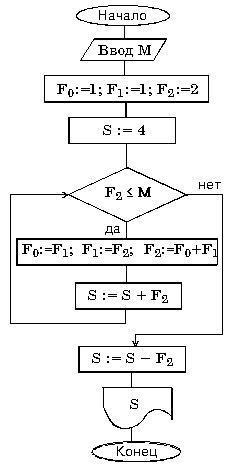 Начало
Ввод M
F₀:=1; F₁:=1; F₂:=2
S := 4
F₂ ≤ M
нет
да
F₀:=F₁; F₁:=F₂; F₂:=F₀+F₁
S := S + F₂
S := S − F₂
S
Конец